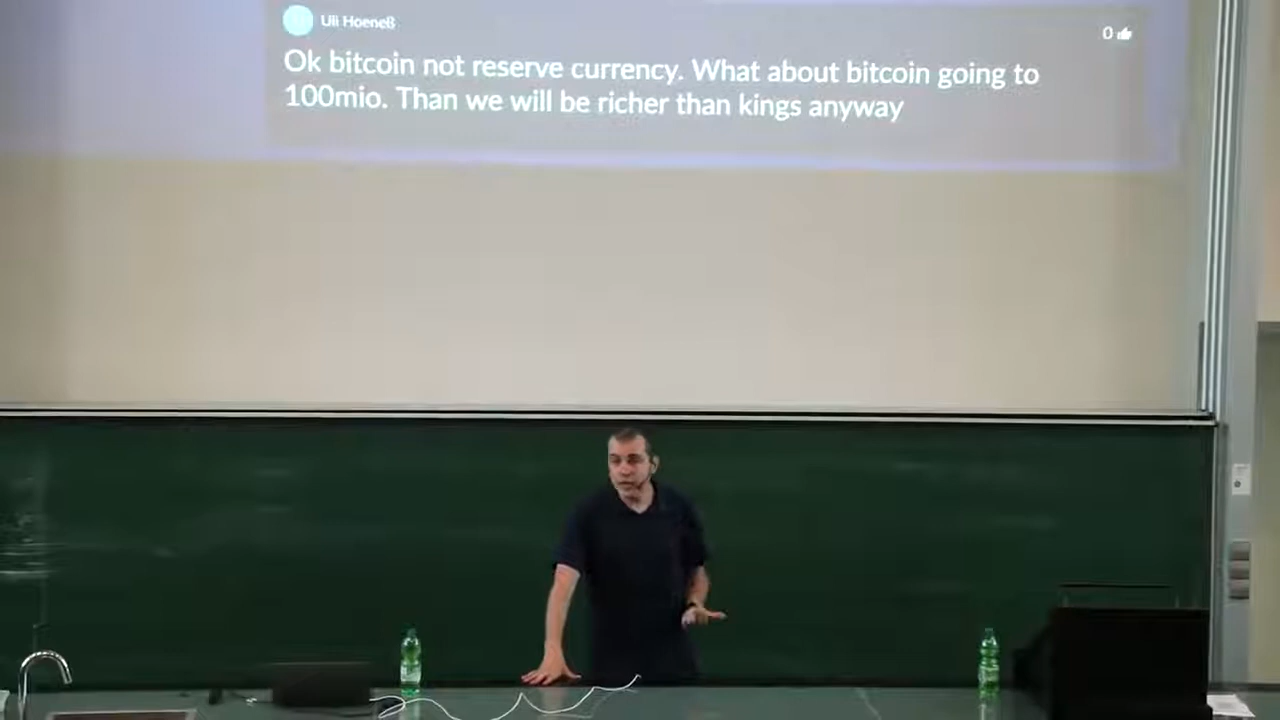 Uli Hoeneß
0
Ok bitcoin not reserve currency. What about bitcoin going to
100mio. Than we will be richer than kings anyway